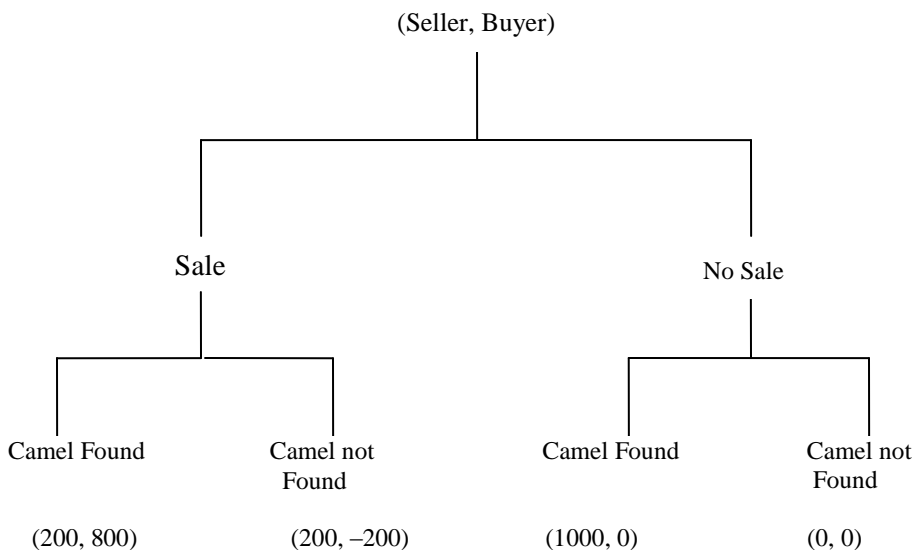 (Seller, Buyer)
Sale
No Sale
Camel Found
Camel not
Found
Camel Found
Camel not
Found
(200, 800)
(200, –200)
(1000, 0)
(0, 0)